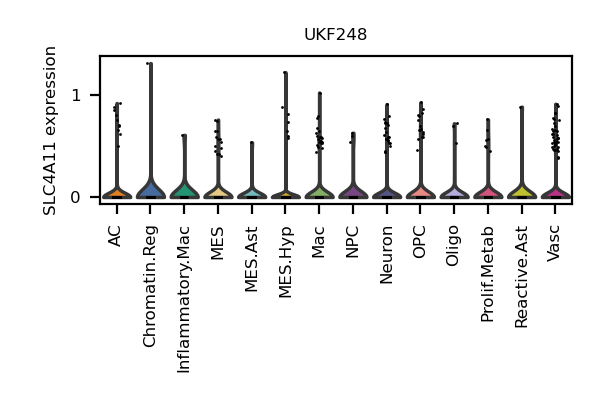 UKF248
SLC4A11 expression
1
0
AC
Chromatin.Reg
Inflammatory.Mac
MES
MES.Ast
MES.Hyp
Mac
NPC
Neuron
OPC
Oligo
Prolif.Metab
Reactive.Ast
Vasc